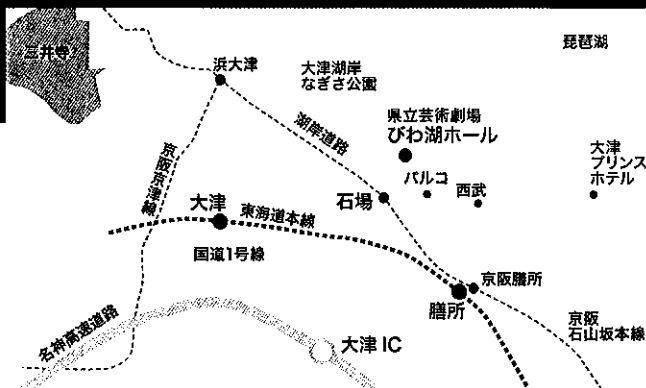 三井寺
浜大津
大津湖岸
なぎさ公園
琵琶湖
県立芸術劇場
びわ湖ホール
湖岸道路
パルコ
西武
大津
プリンス
ホテル
京阪京津線
大津
東海道本線
石場
国道1号線
京阪膳所
膳所
京阪
石山坂本線
名神高速道路
大津 IC